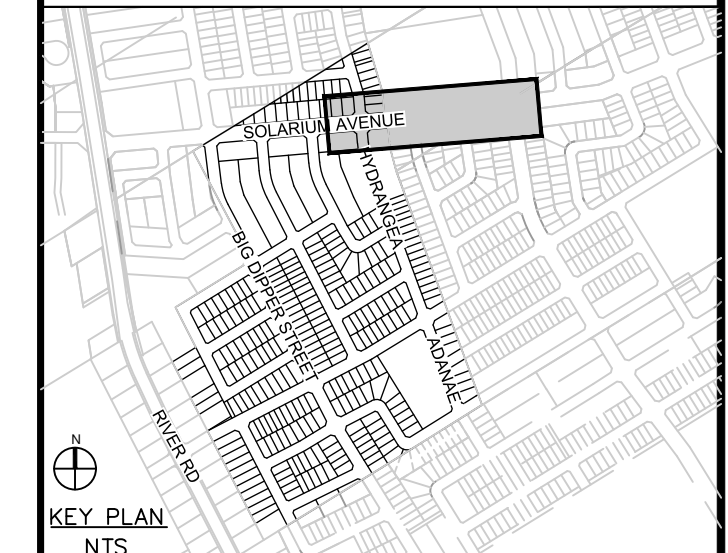 SOLARIUM AVENUE
HYDRANGEA
BIG DIPPER STREET
ADANAE
RIVER RD
N
KEY PLAN
NTS